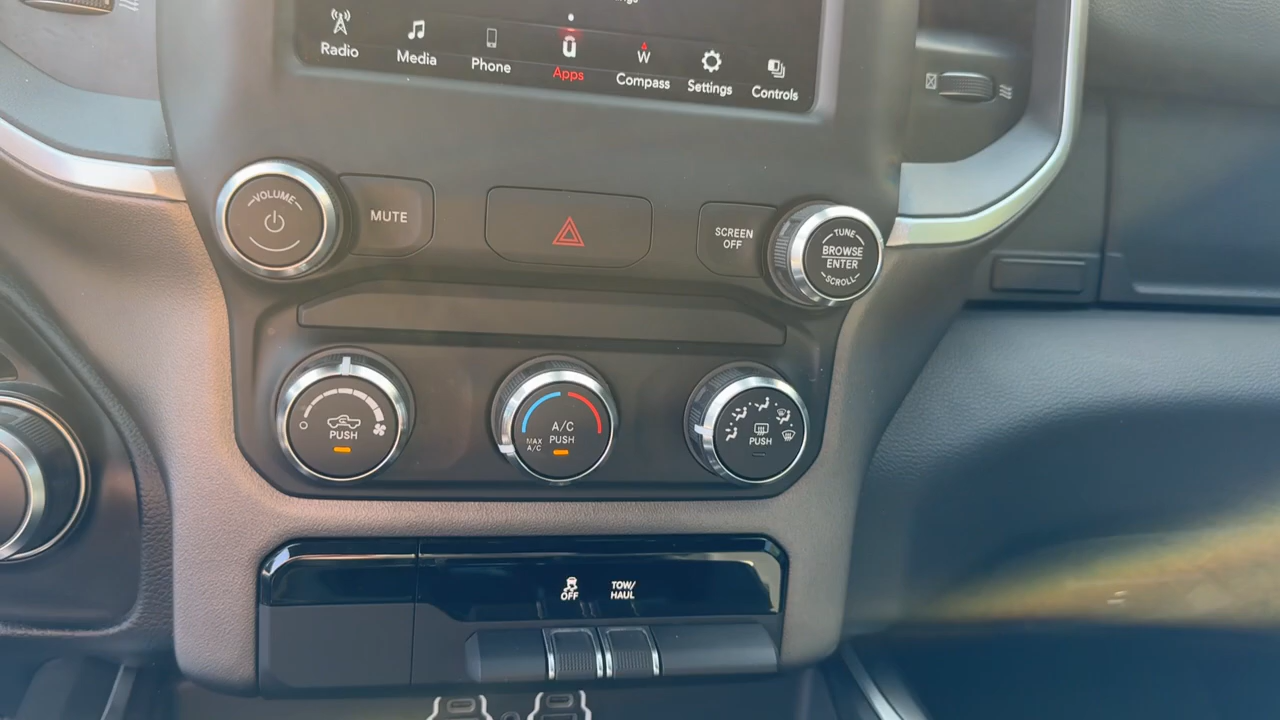 Radio
Media
Phone
Apps
W
Compass
Settings
Controls
VOLUME
MUTE
SCREEN
OFF
TUNE
BROWSE
ENTER
SCROLL
PUSH
A/C
PUSH
MAX
A/C
PUSH
OFF
TOW/
HAUL